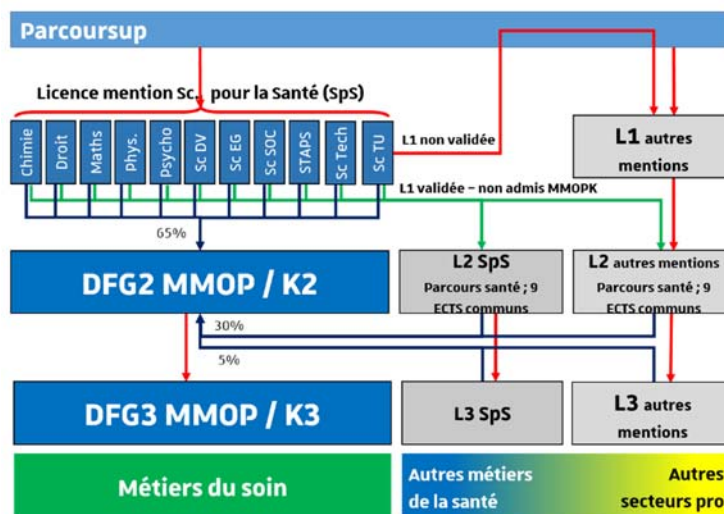 Parcoursup
Licence mention Sc. pour la Santé (SpS)
Chimie
Droit
Maths
Phys.
Psycho
Sc DV
Sc EG
Sc SOC
STAPS
Sc Tech
Sc TU
L1 non validée
L1 autres
mentions
L1 validée – non admis MMOPK
65%
DFG2 MMOP / K2
L2 SpS
Parcours santé ; 9
ECTS communs
L2 autres mentions
Parcours santé ; 9
ECTS communs
30%
5%
DFG3 MMOP / K3
L3 SpS
L3 autres
mentions
Métiers du soin
Autres métiers
de la santé
Autres
secteurs pro